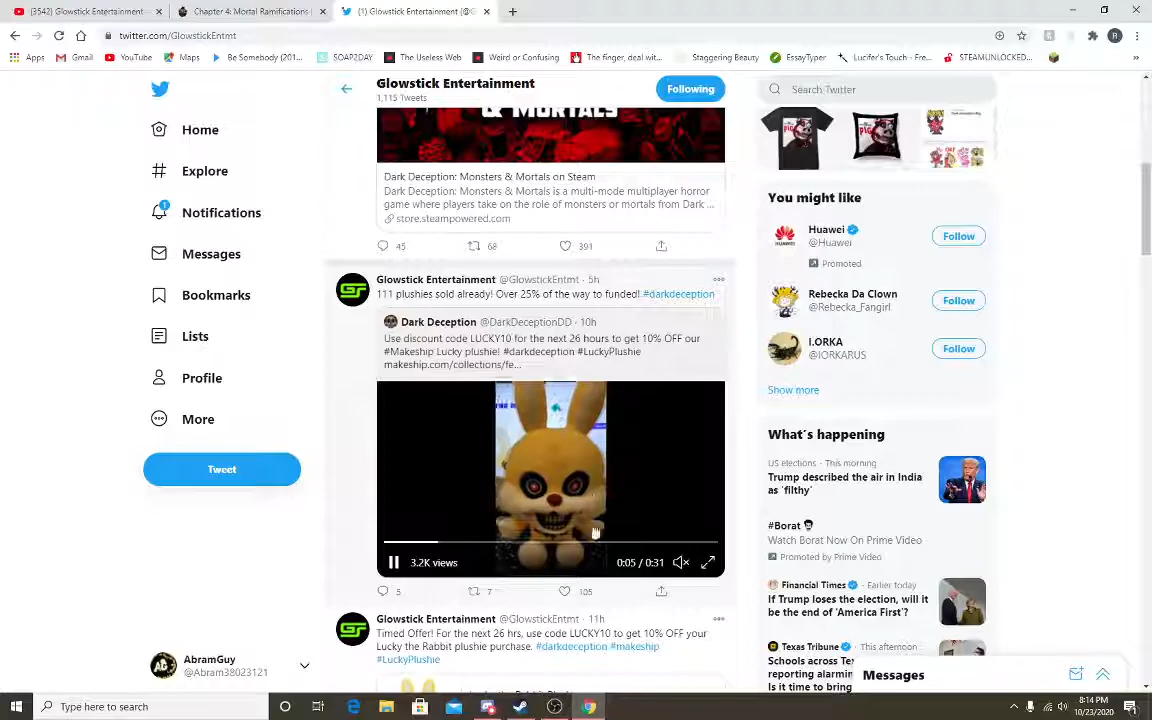 (3542) Glowstick Entertainment
Chapter 4: Mortal Ramifications
(1) Glowstick Entertainment (@G
twitter.com/GlowstickEntmt
Apps
Gmail
YouTube
Maps
Be Somebody (201...
SOAP2DAY
The Useless Web
Weird or Confusing
The finger, deal wit...
Staggering Beauty
EssayTyper
Lucifer's Touch - Fre...
STEAMUNLOCKED...
Home
Explore
1
Notifications
Messages
Bookmarks
Lists
Profile
More
Tweet
AbramGuy
@Abram38023121
Glowstick Entertainment
1,115 Tweets
Following
& MORTALS
Dark Deception: Monsters & Mortals on Steam
Dark Deception: Monsters & Mortals is a multi-mode multiplayer horror
game where players take on the role of monsters or mortals from Dark ...
store.steampowered.com
45 68 391
Glowstick Entertainment @GlowstickEntmt · 5h
111 plushies sold already! Over 25% of the way to funded! #darkdeception
Dark Deception @DarkDeceptionDD · 10h
Use discount code LUCKY10 for the next 26 hours to get 10% OFF our
#Makeship Lucky plushie! #darkdeception #LuckyPlushie
makeship.com/collections/fe...
3.2K views
0:05 / 0:31
5 7 105
Glowstick Entertainment @GlowstickEntmt · 11h
Timed Offer! For the next 26 hrs, use code LUCKY10 to get 10% OFF your
Lucky the Rabbit plushie purchase. #darkdeception #makeship
#LuckyPlushie
Search Twitter
You might like
Huawei
@Huawei
Promoted
Follow
Rebecka Da Clown
@Rebecka_Fangirl
Follow
I.ORKA
@IORKARUS
Follow
Show more
What's happening
US elections · This morning
Trump described the air in India
as 'filthy'
#Borat
Watch Borat Now On Prime Video
Promoted by Prime Video
Financial Times · Earlier today
If Trump loses the election, will it
be the end of 'America First'?
Texas Tribune · This afternoon
Schools across Te
reporting alarmin
Is it time to bring
Messages
Type here to search
8:14 PM
10/23/2020